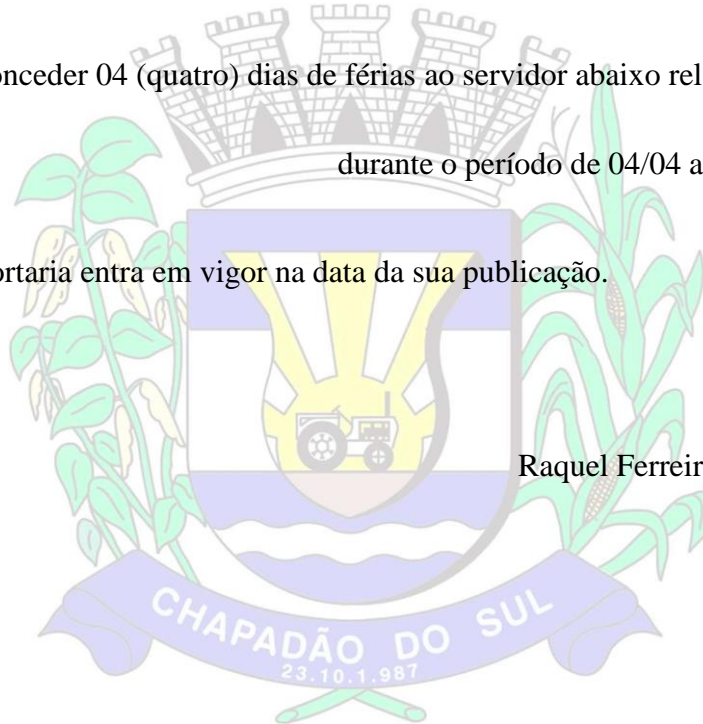 onceder 04 (quatro) dias de férias ao servidor abaixo rel
durante o período de 04/04 a
ortaria entra em vigor na data da sua publicação.
Raquel Ferreir
CHAPADÃO DO SUL
23.10.1.987